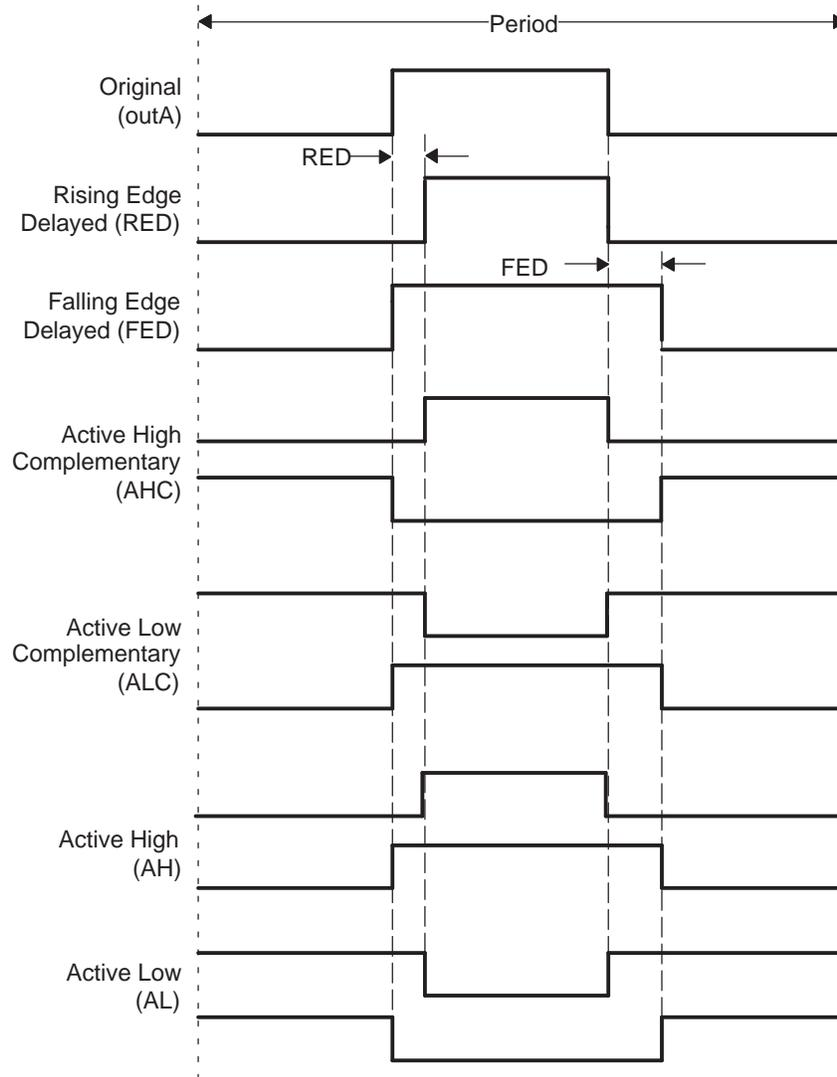 Period
Original
(outA)
RED
Rising Edge
Delayed (RED)
FED
Falling Edge
Delayed (FED)
Active High
Complementary
(AHC)
Active Low
Complementary
(ALC)
Active High
(AH)
Active Low
(AL)